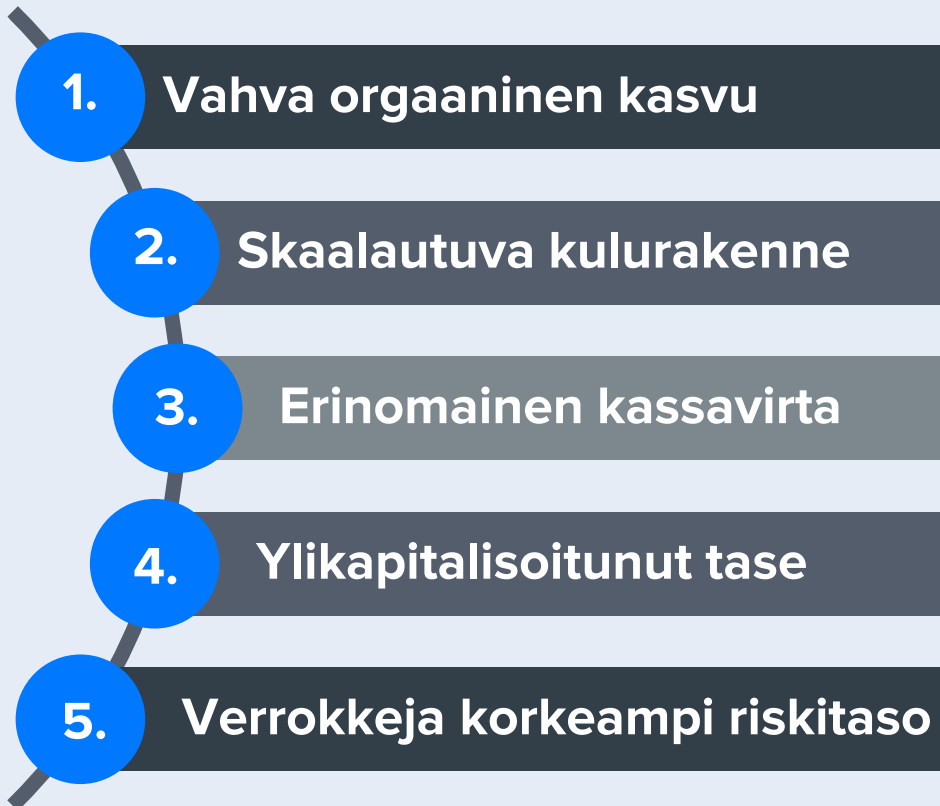 1. Vahva orgaaninen kasvu
2. Skaalautuva kulurakenne
3. Erinomainen kassavirta
4. Ylikapitalisoitunut tase
5. Verrokkeja korkeampi riskitaso